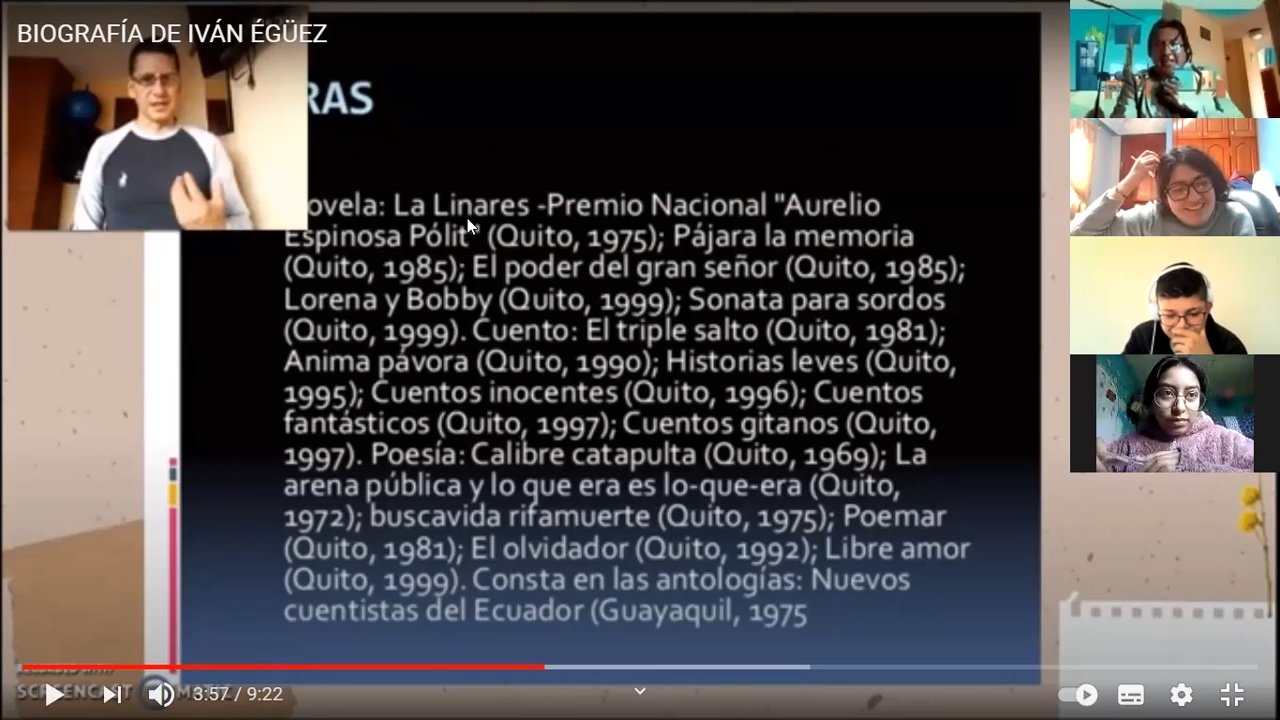 BIOGRAFÍA DE IVÁN ÉGÜEZ
RAS
ovela: La Linares -Premio Nacional "Aurelio
Espinosa Pólit" (Quito, 1975); Pájara la memoria
(Quito, 1985); El poder del gran señor (Quito, 1985);
Lorena y Bobby (Quito, 1999); Sonata para sordos
(Quito, 1999). Cuento: El triple salto (Quito, 1981);
Anima pávora (Quito, 1990); Historias leves (Quito,
1995); Cuentos inocentes (Quito, 1996); Cuentos
fantásticos (Quito, 1997); Cuentos gitanos (Quito,
1997). Poesía: Calibre catapulta (Quito, 1969); La
arena pública y lo que era es lo-que-era (Quito,
1972); buscavida rifamuerte (Quito, 1975); Poemar
(Quito, 1981); El olvidador (Quito, 1992); Libre amor
(Quito, 1999). Consta en las antologías: Nuevos
cuentistas del Ecuador (Guayaquil, 1975
3:57 / 9:22